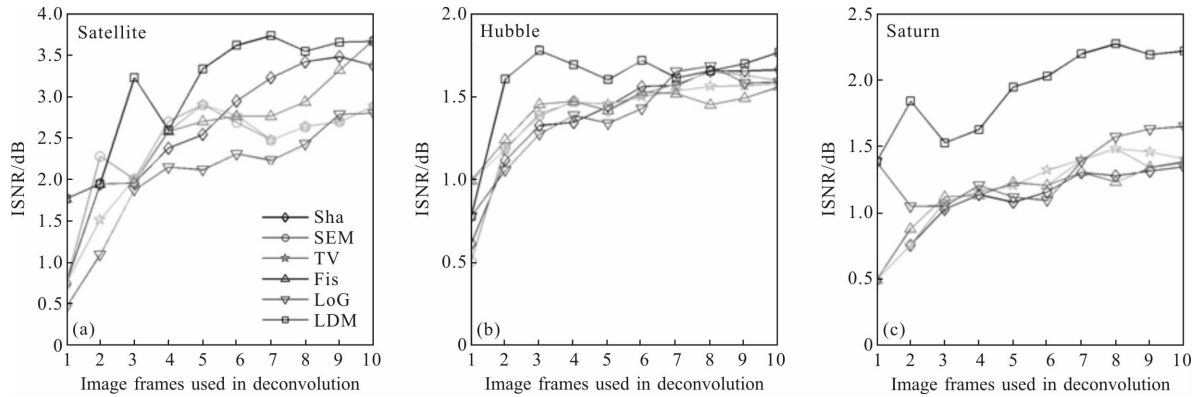 Satellite
4.0
3.5
3.0
2.5
2.0
1.5
1.0
0.5
0
ISNR/dB
Sha
SEM
TV
Fis
LoG
LDM
(a)
1 2 3 4 5 6 7 8 9 10
Image frames used in deconvolution
Hubble
2.0
1.5
1.0
0.5
0
ISNR/dB
(b)
1 2 3 4 5 6 7 8 9 10
Image frames used in deconvolution
Saturn
2.5
2.0
1.5
1.0
0.5
0
ISNR/dB
(c)
1 2 3 4 5 6 7 8 9 10
Image frames used in deconvolution